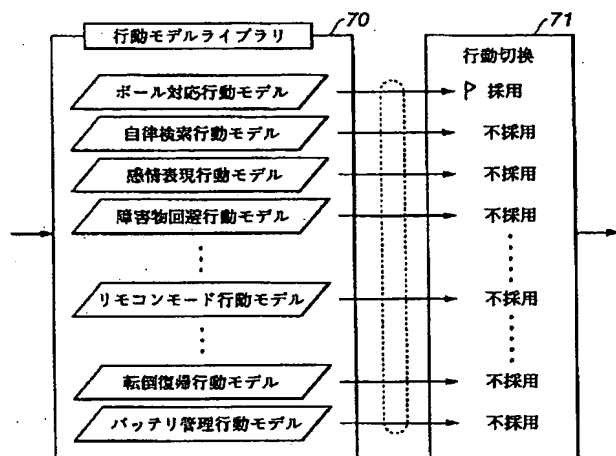 70
71
行動モデルライブラリ
行動切換
ボール対応行動モデル
採用
自律検索行動モデル
不採用
感情表現行動モデル
不採用
障害物回避行動モデル
不採用
リモコンモード行動モデル
不採用
転倒復帰行動モデル
不採用
バッテリ管理行動モデル
不採用